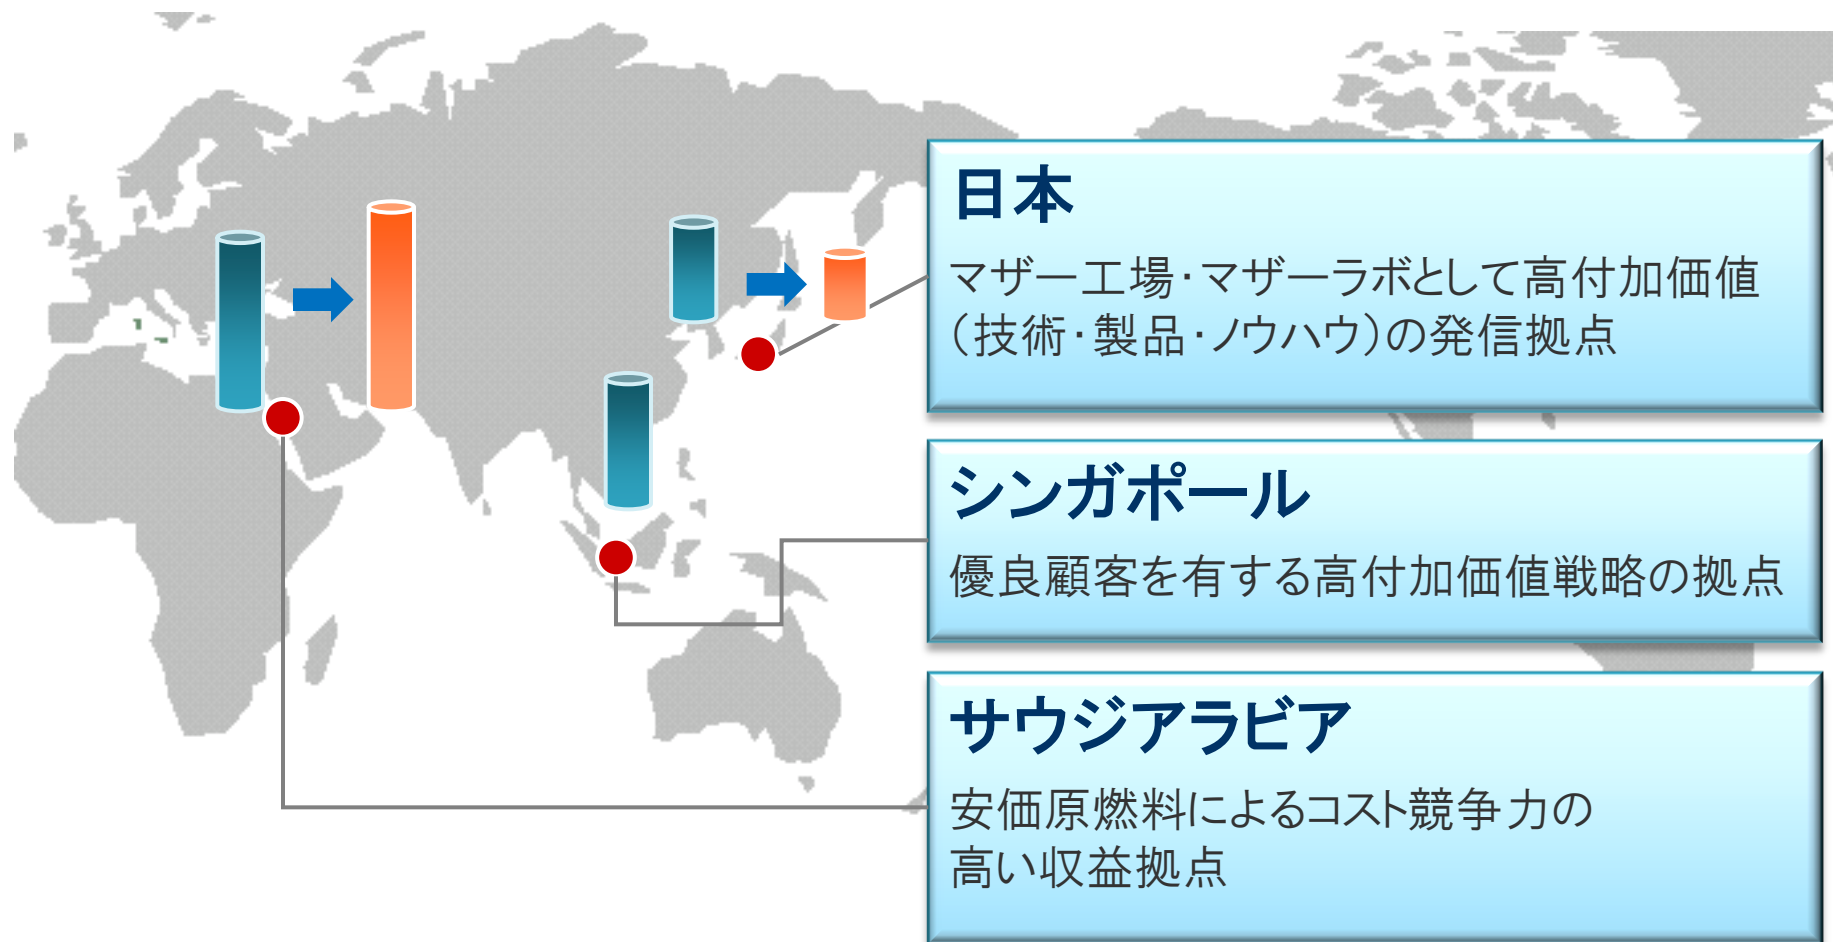 日本
マザー工場・マザーラボとして高付加価値
（技術・製品・ノウハウ）の発信拠点
シンガポール
優良顧客を有する高付加価値戦略の拠点
サウジアラビア
安価原燃料によるコスト競争力の
高い収益拠点